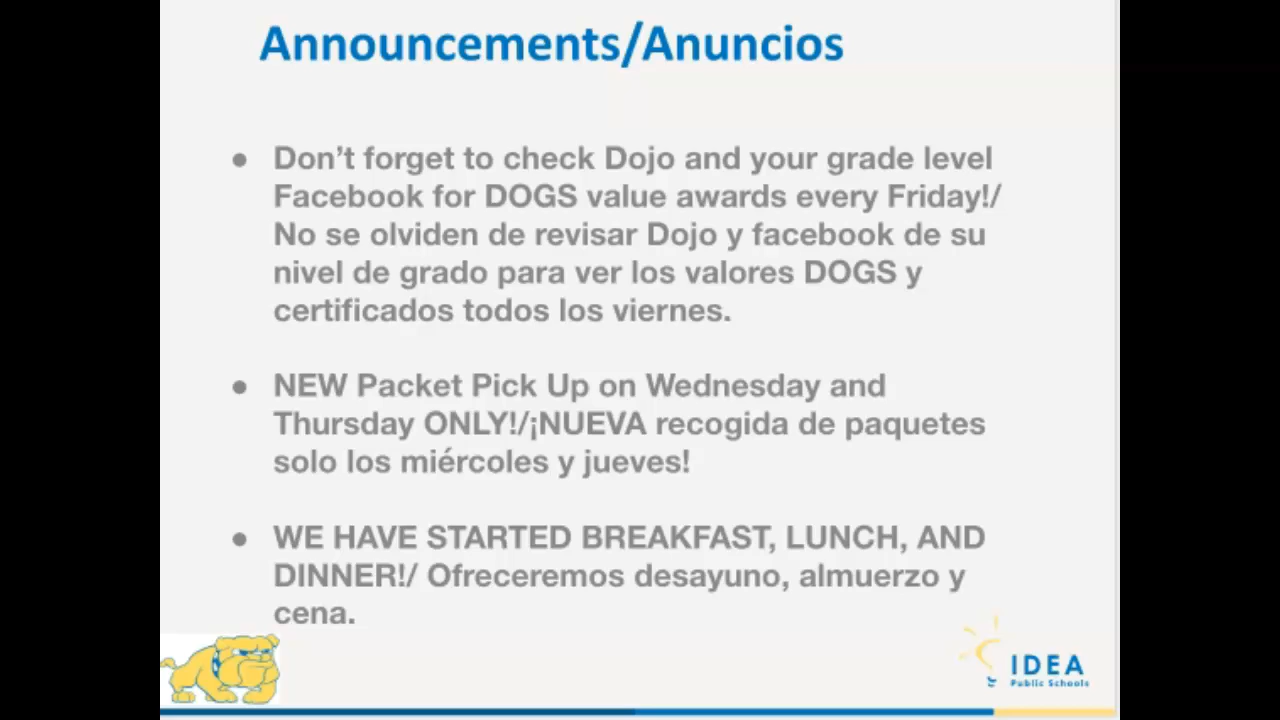 Announcements/Anuncios
● Don’t forget to check Dojo and your grade level
Facebook for DOGS value awards every Friday!/
No se olviden de revisar Dojo y facebook de su
nivel de grado para ver los valores DOGS y
certificados todos los viernes.
● NEW Packet Pick Up on Wednesday and
Thursday ONLY!/¡NUEVA recogida de paquetes
solo los miércoles y jueves!
● WE HAVE STARTED BREAKFAST, LUNCH, AND
DINNER!/ Ofreceremos desayuno, almuerzo y
cena.
IDEA
Public Schools